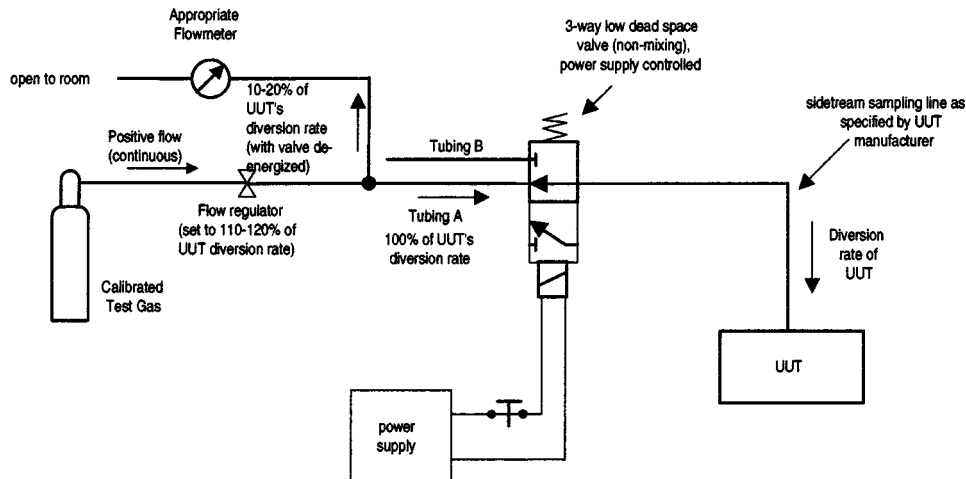 Appropriate
Flowmeter
open to room
10-20% of
UUT's
diversion rate
(with valve de-
energized)
Positive flow
(continuous)
Flow regulator
(set to 110-120% of
UUT diversion rate)
Calibrated
Test Gas
Tubing B
Tubing A
100% of UUT's
diversion rate
3-way low dead space
valve (non-mixing),
power supply controlled
sidestream sampling line as
specified by UUT
manufacturer
Diversion
rate of
UUT
UUT
power
supply